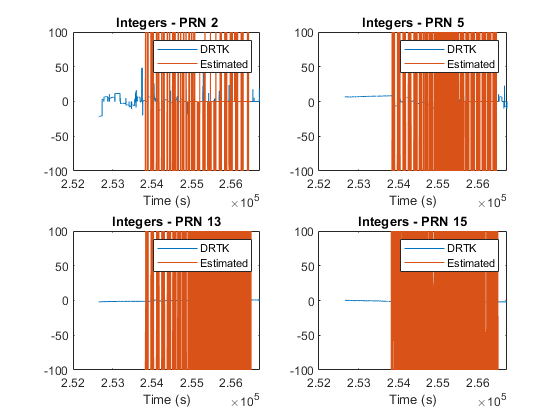 Integers - PRN 2
100
50
0
-50
-100
DRTK
Estimated
2.52 2.53 2.54 2.55 2.56
Time (s)
×10^5
Integers - PRN 5
100
50
0
-50
-100
DRTK
Estimated
2.52 2.53 2.54 2.55 2.56
Time (s)
×10^5
Integers - PRN 13
100
50
0
-50
-100
DRTK
Estimated
2.52 2.53 2.54 2.55 2.56
Time (s)
×10^5
Integers - PRN 15
100
50
0
-50
-100
DRTK
Estimated
2.52 2.53 2.54 2.55 2.56
Time (s)
×10^5